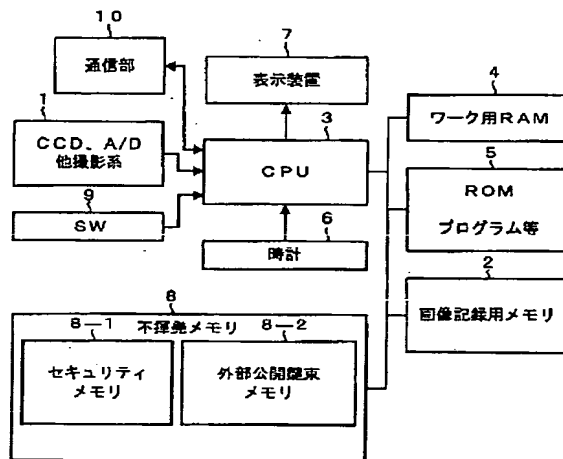 10
通信部
7
表示装置
4
ワーク用RAM
1
CCD、A/D
他撮影系
3
CPU
5
ROM
プログラム等
9
SW
6
時計
2
画像記録用メモリ
8
不揮発メモリ
8—1
セキュリティ
メモリ
8—2
外部公開鍵束
メモリ